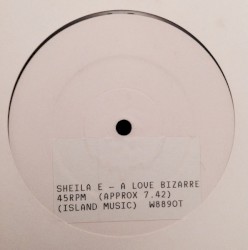 SHEILA E - A LOVE BIZARRE
45RPM (APPROX 7.42)
(ISLAND MUSIC) W8890T